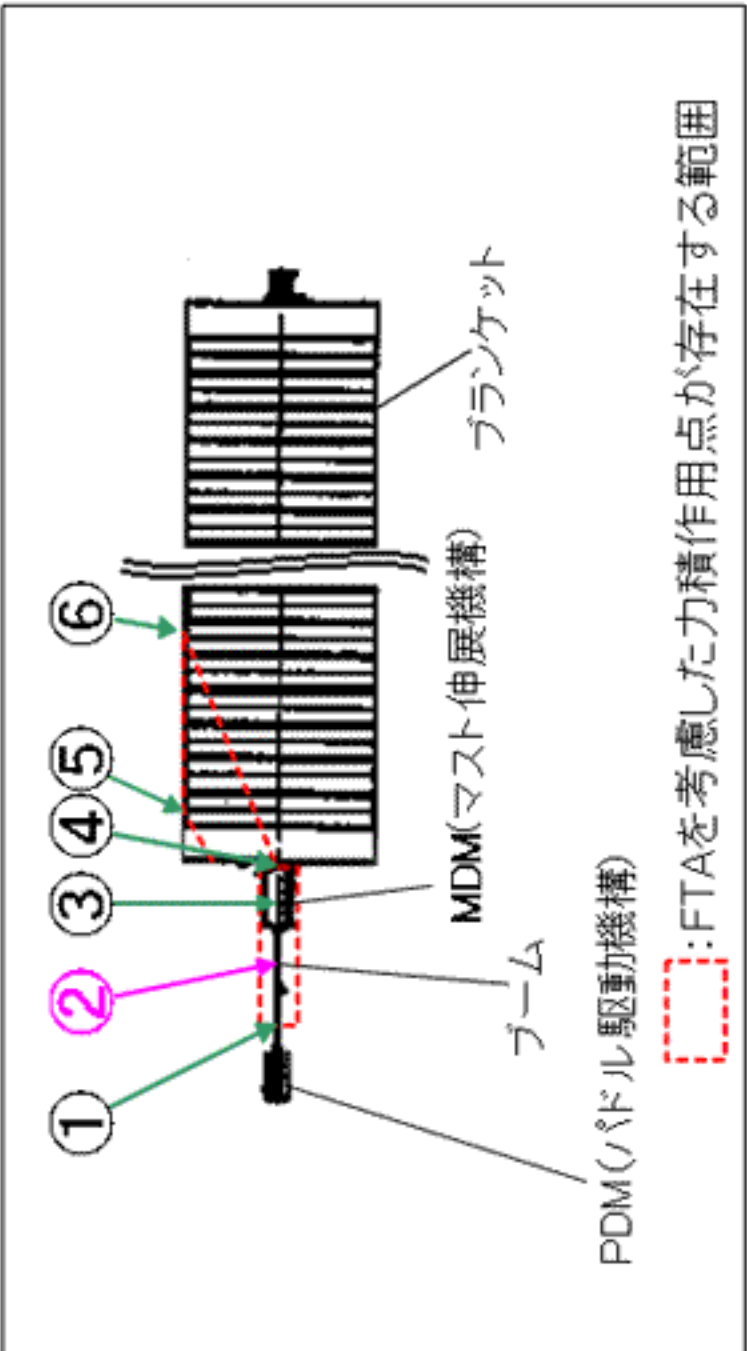 ① ② ③ ④ ⑤ ⑥
MDM(マスト伸展機構)
ブランケット
ブーム
PDM(パドル駆動機構)
:FTAを考慮した力積作用点が存在する範囲